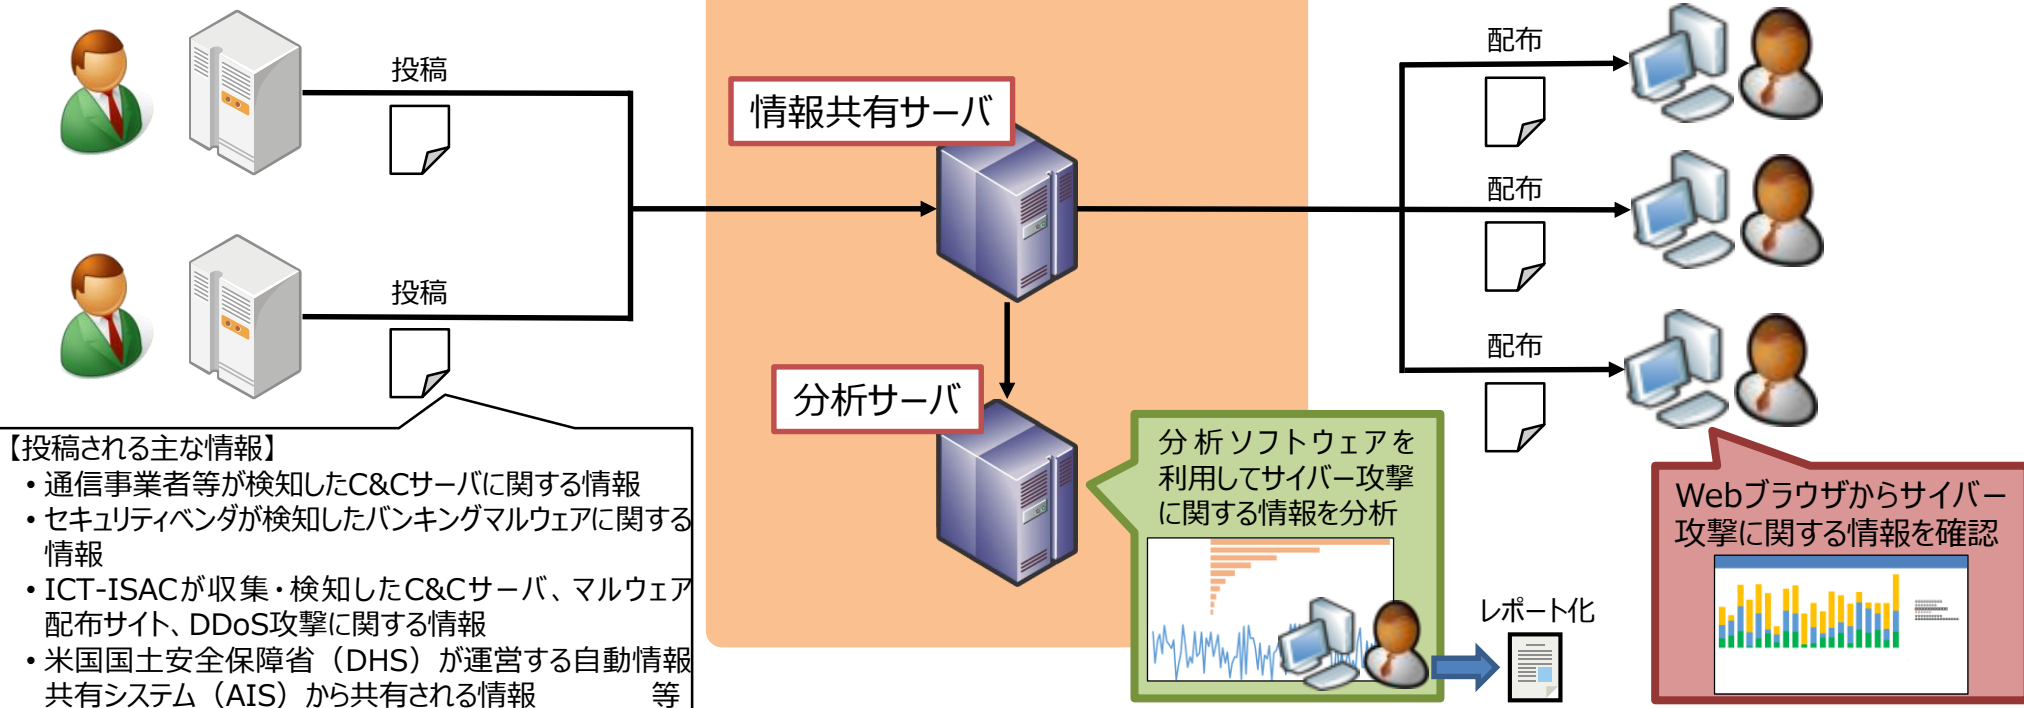 投稿
投稿
情報共有サーバ
分析サーバ
配布
配布
配布
【投稿される主な情報】
• 通信事業者等が検知したC&Cサーバに関する情報
• セキュリティベンダが検知したバンキングマルウェアに関する
情報
• ICT-ISACが収集・検知したC&Cサーバ、マルウェア
配布サイト、DDoS攻撃に関する情報
• 米国国土安全保障省（DHS）が運営する自動情報
共有システム（AIS）から共有される情報　　　　等
分析ソフトウェアを
利用してサイバー攻撃
に関する情報を分析
レポート化
Webブラウザからサイバー
攻撃に関する情報を確認